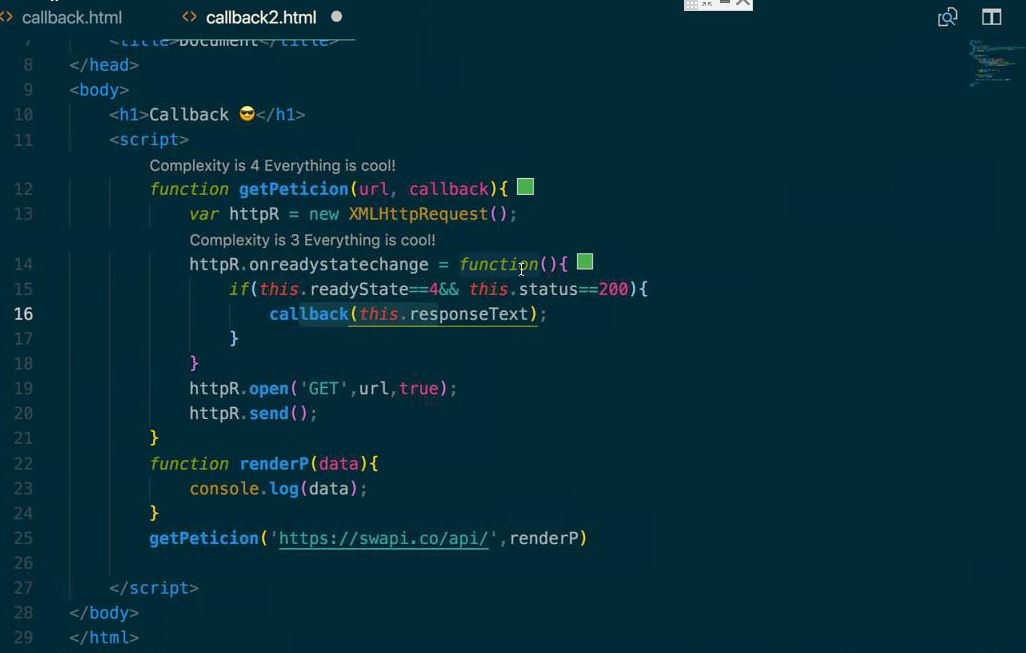 <> callback.html <> callback2.html
7 <title>Document</title>
8 </head>
9 <body>
10 <h1>Callback 😎</h1>
11 <script>
Complexity is 4 Everything is cool!
12 function getPeticion(url, callback){
13 var httpR = new XMLHttpRequest();
Complexity is 3 Everything is cool!
14 httpR.onreadystatechange = function(){
15 if(this.readyState==4&& this.status==200){
16 callback(this.responseText);
17 }
18 }
19 httpR.open('GET',url,true);
20 httpR.send();
21 }
22 function renderP(data){
23 console.log(data);
24 }
25 getPeticion('https://swapi.co/api/',renderP)
26
27 </script>
28 </body>
29 </html>